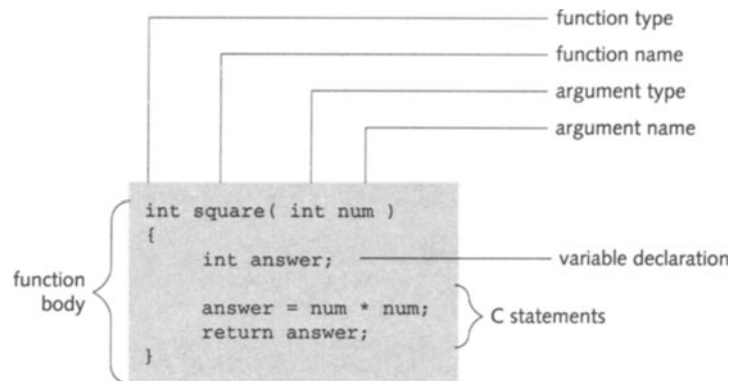 function type
function name
argument type
argument name
int square( int num )
{
int answer;
variable declaration
function
body
answer = num * num;
return answer;
C statements
}